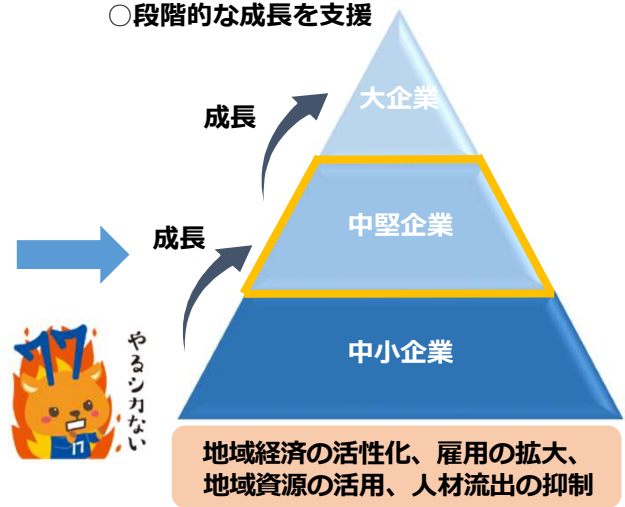 ○段階的な成長を支援
大企業
成長
中堅企業
成長
中小企業
17
やるシカない
17
地域経済の活性化、雇用の拡大、
地域資源の活用、人材流出の抑制